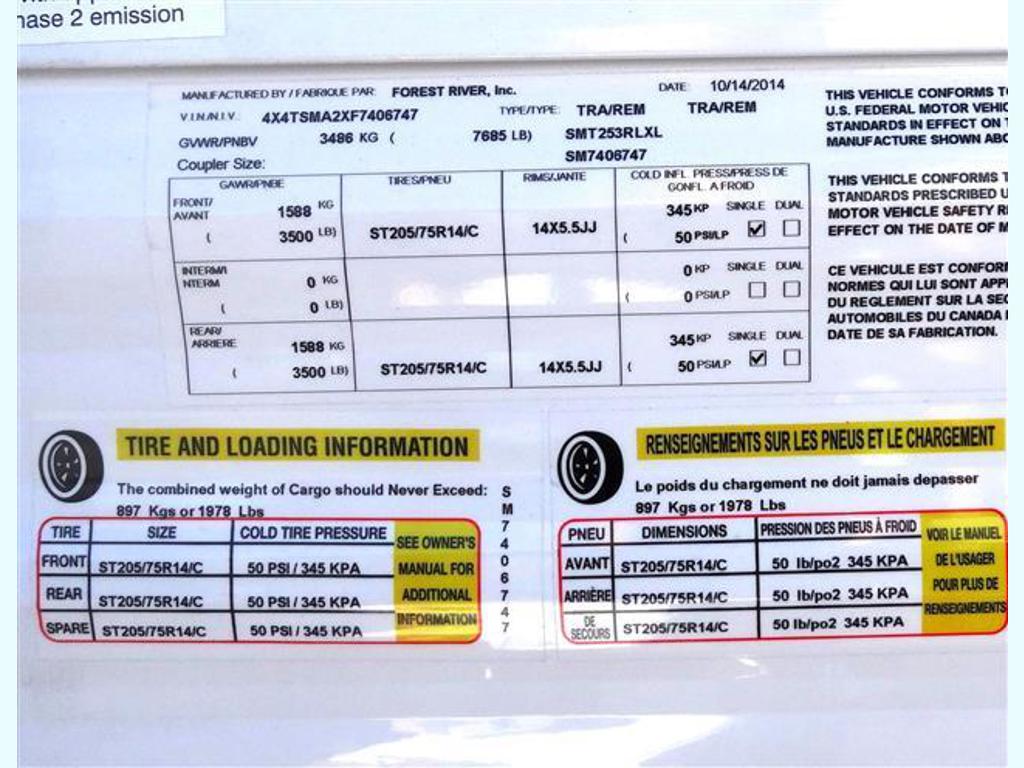 hase 2 emission
MANUFACTURED BY / FABRIQUE PAR: FOREST RIVER, Inc. DATE: 10/14/2014
V.I.N./N.I.V.: 4X4TSMA2XF7406747 TYPE/TYPE: TRA/REM TRA/REM
GVWR/PNBV 3486 KG ( 7685 LB) SMT253RLXL
SM7406747
Coupler Size:
GAWR/PNBE TIRES/PNEU RIMS/JANTE COLD INFL. PRESS/PRESS DE
GONFL. A FROID
FRONT/ AVANT 1588 KG 345 KP SINGLE DUAL
( 3500 LB) ST205/75R14/C 14X5.5JJ ( 50 PSI/LP
INTERM/I NTERM 0 KG 0 KP SINGLE DUAL
( 0 LB) ( 0 PSI/LP
REAR/ ARRIERE 1588 KG 345 KP SINGLE DUAL
( 3500 LB) ST205/75R14/C 14X5.5JJ ( 50 PSI/LP
THIS VEHICLE CONFORMS T
U.S. FEDERAL MOTOR VEHIC
STANDARDS IN EFFECT ON
MANUFACTURE SHOWN ABO
THIS VEHICLE CONFORMS T
STANDARDS PRESCRIBED U
MOTOR VEHICLE SAFETY R
EFFECT ON THE DATE OF M
CE VEHICULE EST CONFOR
NORMES QUI LUI SONT APP
DU REGLEMENT SUR LA SEC
AUTOMOBILES DU CANADA
DATE DE SA FABRICATION.
TIRE AND LOADING INFORMATION
The combined weight of Cargo should Never Exceed:
897 Kgs or 1978 Lbs
TIRE SIZE COLD TIRE PRESSURE
FRONT ST205/75R14/C 50 PSI / 345 KPA
REAR ST205/75R14/C 50 PSI / 345 KPA
SPARE ST205/75R14/C 50 PSI / 345 KPA
SEE OWNER'S
MANUAL FOR
ADDITIONAL
INFORMATION
SM7406747
RENSEIGNEMENTS SUR LES PNEUS ET LE CHARGEMENT
Le poids du chargement ne doit jamais depasser
897 Kgs or 1978 Lbs
PNEU DIMENSIONS PRESSION DES PNEUS À FROID
AVANT ST205/75R14/C 50 lb/po2 345 KPA
ARRIÈRE ST205/75R14/C 50 lb/po2 345 KPA
DE SECOURS ST205/75R14/C 50 lb/po2 345 KPA
VOIR LE MANUEL
DE L'USAGER
POUR PLUS DE
RENSEIGNEMENTS